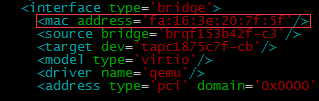 <interface type='bridge'>
<mac address='fa:16:3e:20:7f:5f'/>
<source bridge='brqf153b42f-c3'/>
<target dev='tapc1875c7f-cb'/>
<model type='virtio'/>
<driver name='qemu'/>
<address type='pci' domain='0x0000'